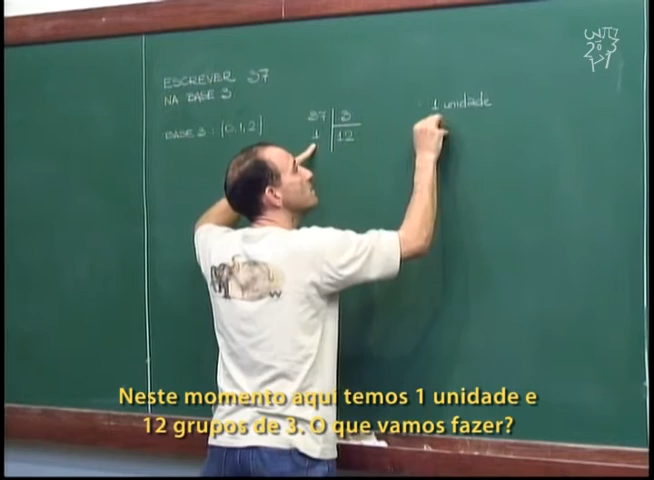 ESCREVER 37
NA BASE 3
BASE 3 : {0,1,2}
37 3
1 12
1 unidade
Neste momento aqui temos 1 unidade e
12 grupos de 3. O que vamos fazer?